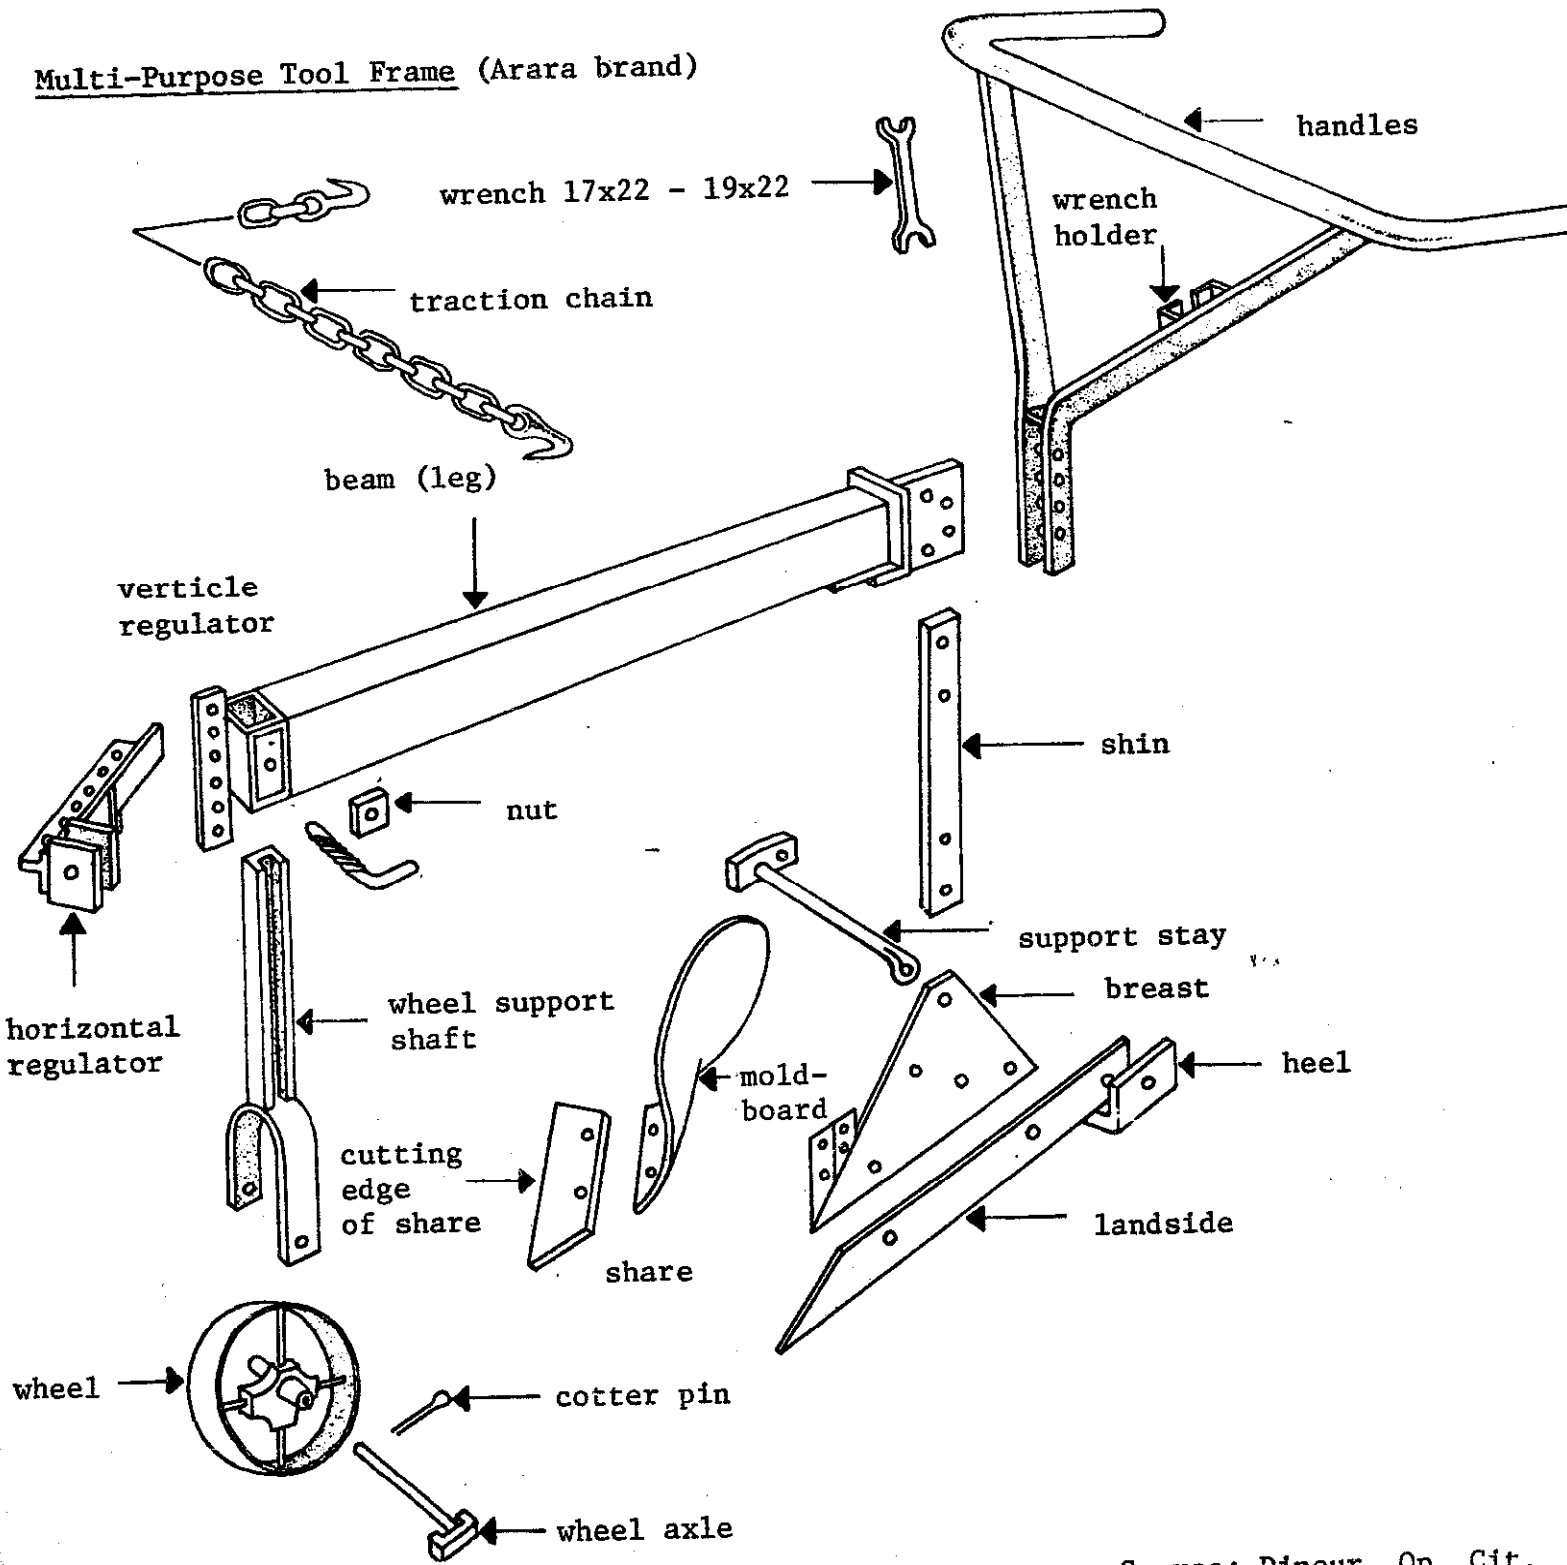 Multi-Purpose Tool Frame (Arara brand)
handles
wrench 17x22 - 19x22
wrench
holder
traction chain
beam (leg)
verticle
regulator
shin
nut
support stay
breast
wheel support
shaft
horizontal
regulator
heel
mold-
board
cutting
edge
of share
landside
share
wheel
cotter pin
wheel axle
Op. Cit.